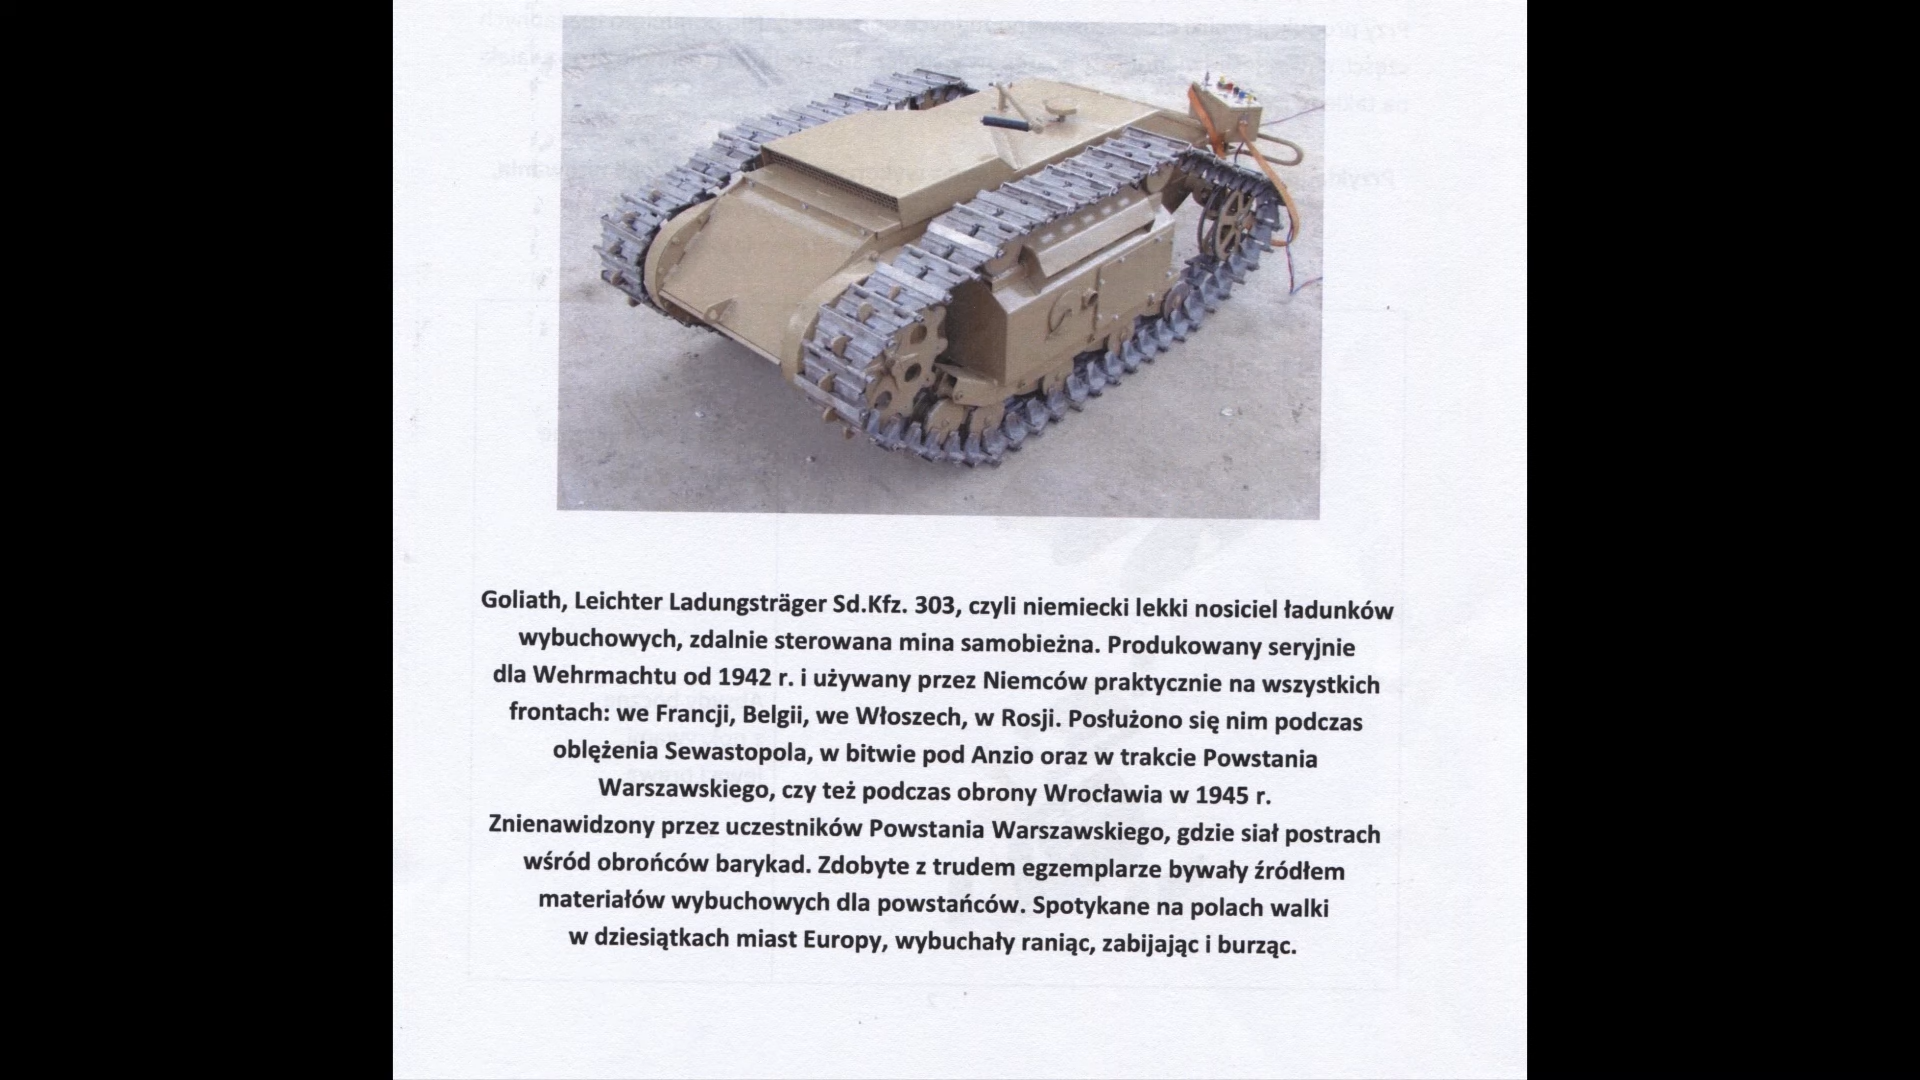 Goliath, Leichter Ladungsträger Sd.Kfz. 303, czyli niemiecki lekki nosiciel ładunków
wybuchowych, zdalnie sterowana mina samobieżna. Produkowany seryjnie
dla Wehrmachtu od 1942 r. i używany przez Niemców praktycznie na wszystkich
frontach: we Francji, Belgii, we Włoszech, w Rosji. Posłużono się nim podczas
oblężenia Sewastopola, w bitwie pod Anzio oraz w trakcie Powstania
Warszawskiego, czy też podczas obrony Wrocławia w 1945 r.
Znienawidzony przez uczestników Powstania Warszawskiego, gdzie siał postrach
wśród obrońców barykad. Zdobyte z trudem egzemplarze bywały źródłem
materiałów wybuchowych dla powstańców. Spotykane na polach walki
w dziesiątkach miast Europy, wybuchały raniąc, zabijając i burząc.